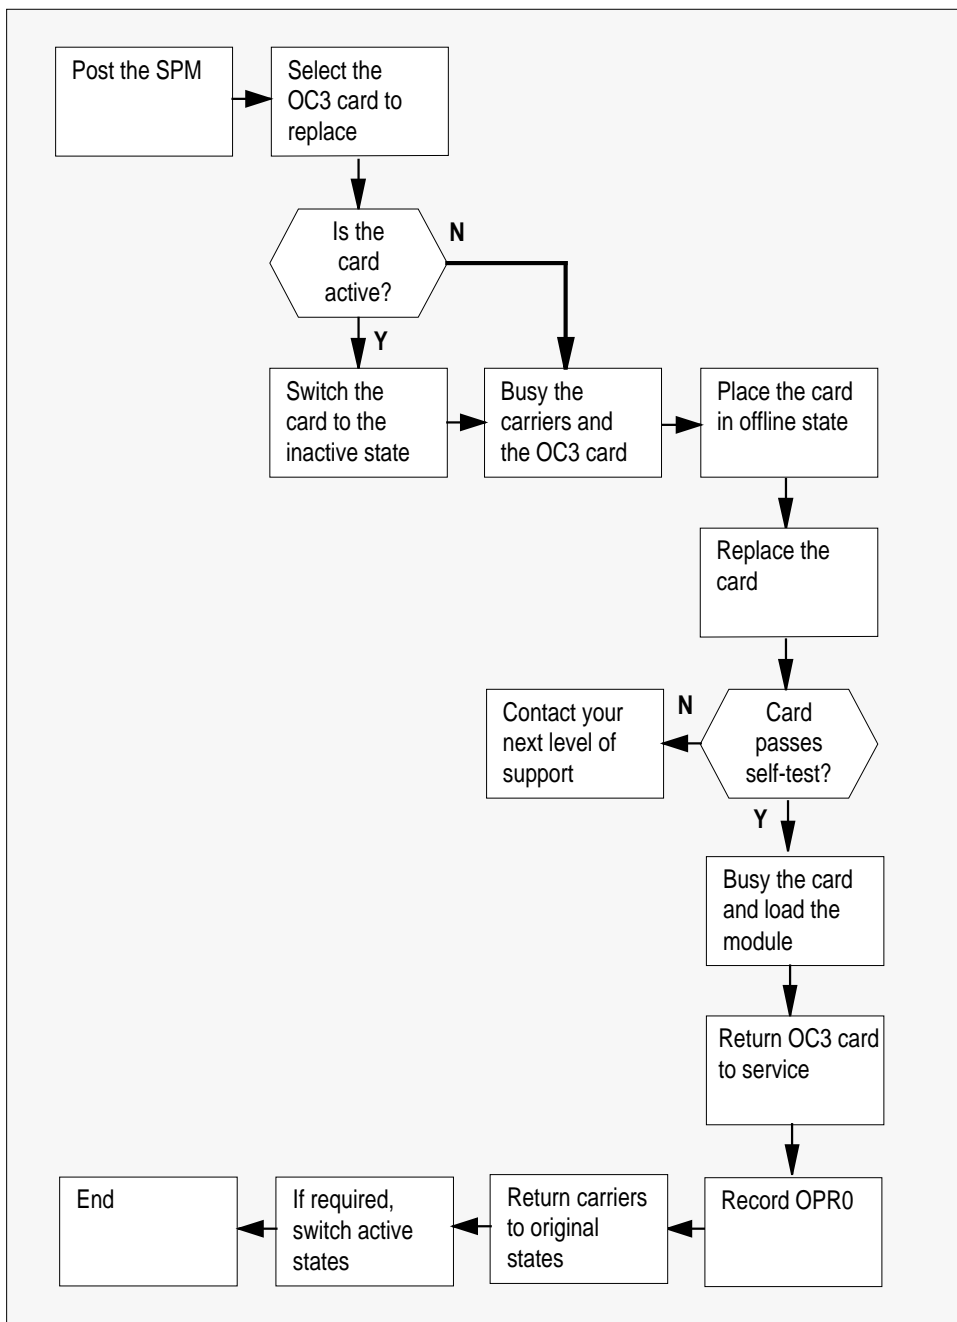 Post the SPM
Select the
OC3 card to
replace
Is the
card
active?
N
Y
Switch the
card to the
inactive state
Busy the
carriers and
the OC3 card
Place the card
in offline state
Replace the
card
Card
passes
self-test?
N
Contact your
next level of
support
Y
Busy the card
and load the
module
Return OC3 card
to service
Record OPR0
Return carriers
to original
states
If required,
switch active
states
End